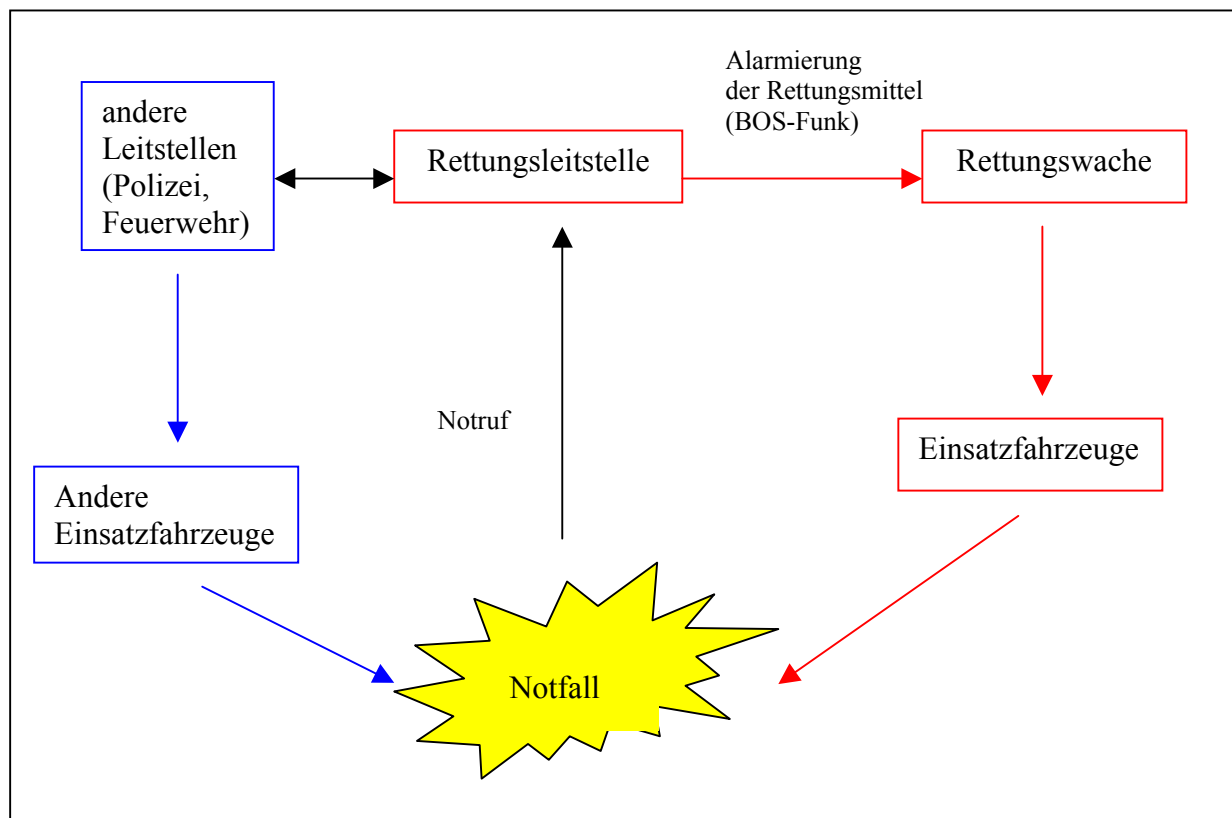 andere
Leitstellen
(Polizei,
Feuerwehr)
Rettungsleitstelle
Alarmierung
der Rettungsmittel
(BOS-Funk)
Rettungswache
Notruf
Einsatzfahrzeuge
Andere
Einsatzfahrzeuge
Notfall